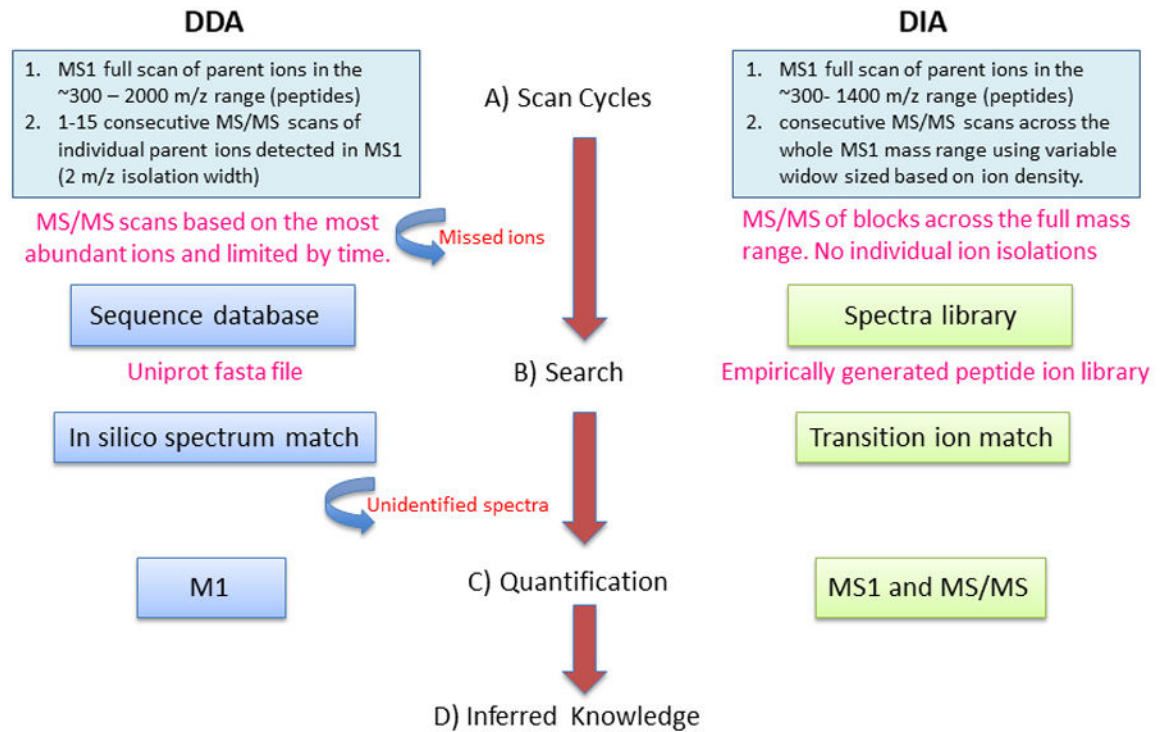 DDA
1. MS1 full scan of parent ions in the
~300 – 2000 m/z range (peptides)
2. 1-15 consecutive MS/MS scans of
individual parent ions detected in MS1
(2 m/z isolation width)
MS/MS scans based on the most
abundant ions and limited by time.
Missed ions
Sequence database
Uniprot fasta file
In silico spectrum match
Unidentified spectra
M1
A) Scan Cycles
B) Search
C) Quantification
D) Inferred Knowledge
DIA
1. MS1 full scan of parent ions in the
~300- 1400 m/z range (peptides)
2. consecutive MS/MS scans across the
whole MS1 mass range using variable
widow sized based on ion density.
MS/MS of blocks across the full mass
range. No individual ion isolations
Spectra library
Empirically generated peptide ion library
Transition ion match
MS1 and MS/MS